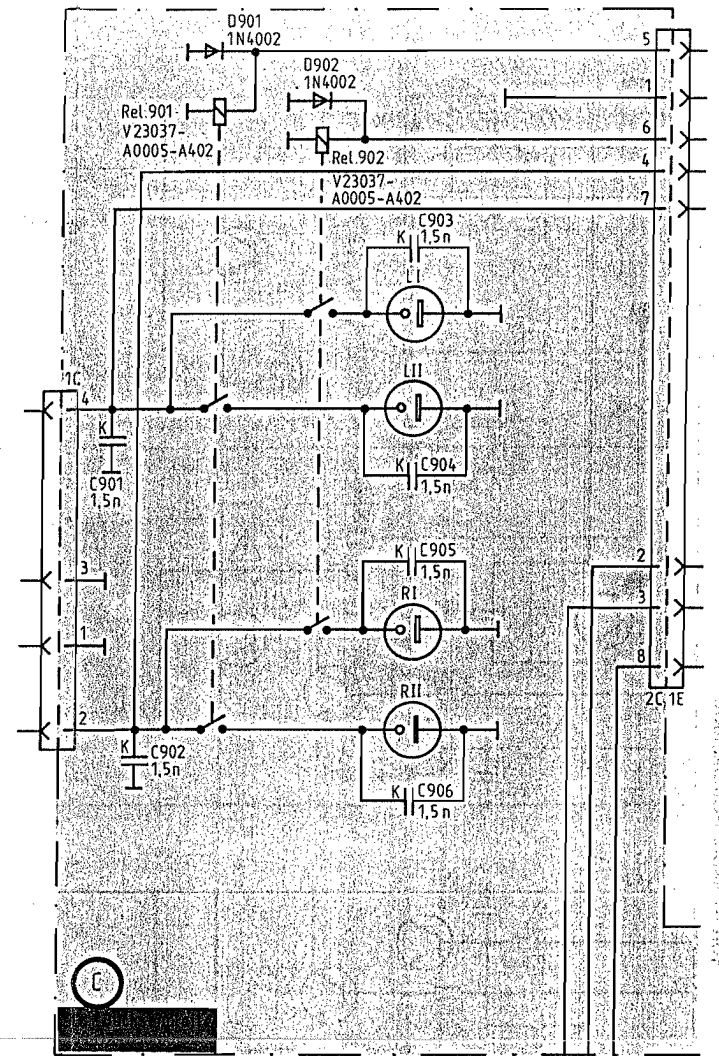 D901
1N4002
5
D902
1N4002
1
Rel.901
V23037-
A0005-A402
6
Rel.902
4
V23037-
A0005-A402
7
C903
K 1,5n
LI
1C
LII
4
K
K C904
1,5n
C901
1,5n
K C905
1,5n
2
3
RI
3
1
8
RII
2C 1E
2
K C902
1,5n
K C906
1,5n
C